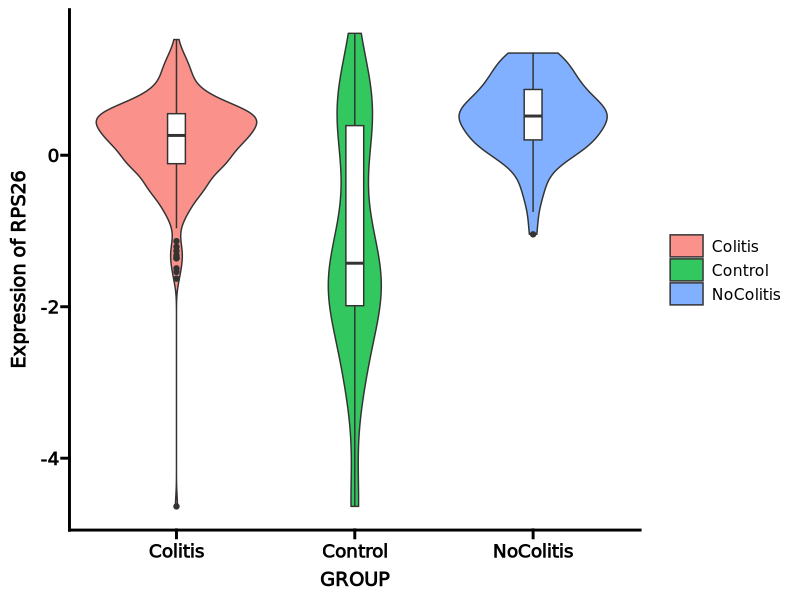 Expression of RPS26
0
-2
-4
Colitis
Control
NoColitis
GROUP
Colitis
Control
NoColitis